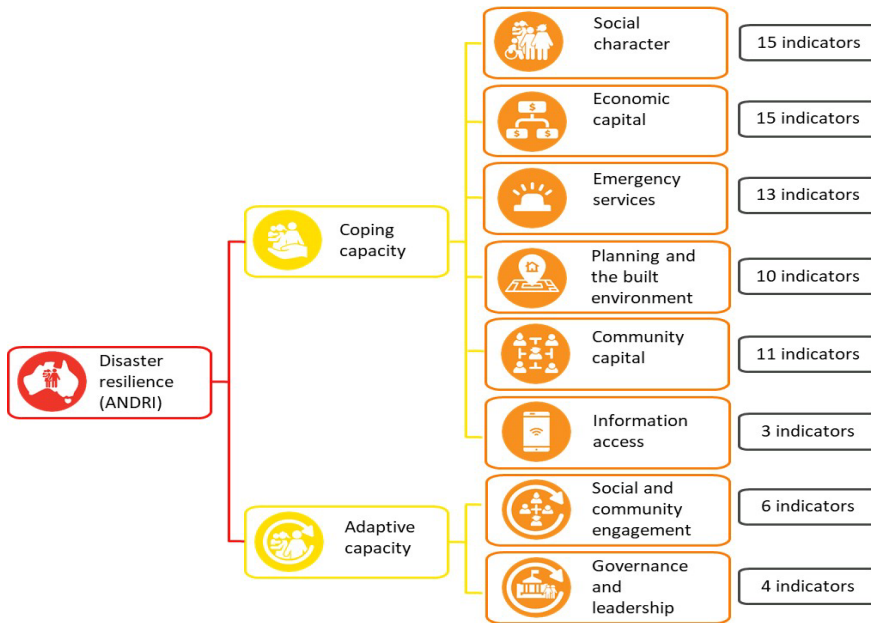 Social
character
15 indicators
$
$
$
Economic
capital
15 indicators
Emergency
services
13 indicators
Coping
capacity
Planning and
the built
environment
10 indicators
Disaster
resilience
(ANDRI)
Community
capital
11 indicators
Information
access
3 indicators
Adaptive
capacity
Social and
community
engagement
6 indicators
Governance
and
leadership
4 indicators